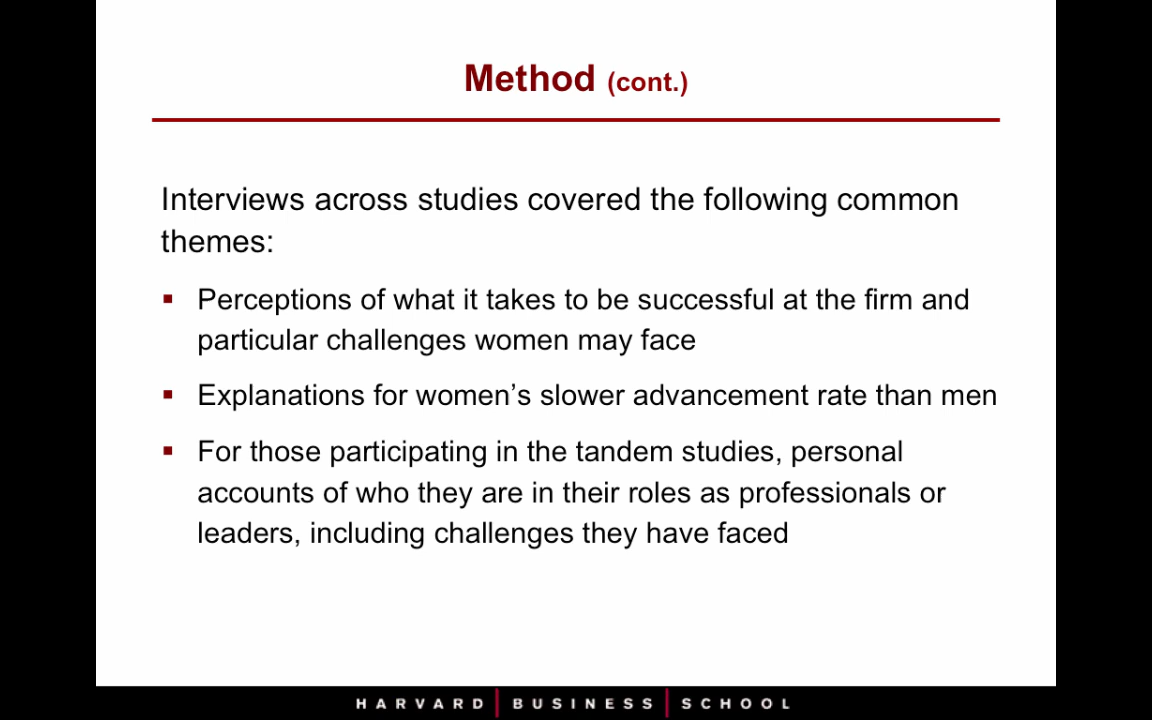 Method (cont.)
Interviews across studies covered the following common
themes:
▪ Perceptions of what it takes to be successful at the firm and
particular challenges women may face
▪ Explanations for women’s slower advancement rate than men
▪ For those participating in the tandem studies, personal
accounts of who they are in their roles as professionals or
leaders, including challenges they have faced
HARVARD | BUSINESS | SCHOOL